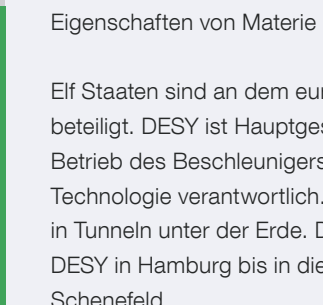 Eigenschaften von Materie
Elf Staaten sind an dem
beteiligt. DESY ist
Betrieb des Beschleunigers
Technologie verantwortlich.
in Tunneln unter der Erde.
DESY in Hamburg bis in die
Schenefeld